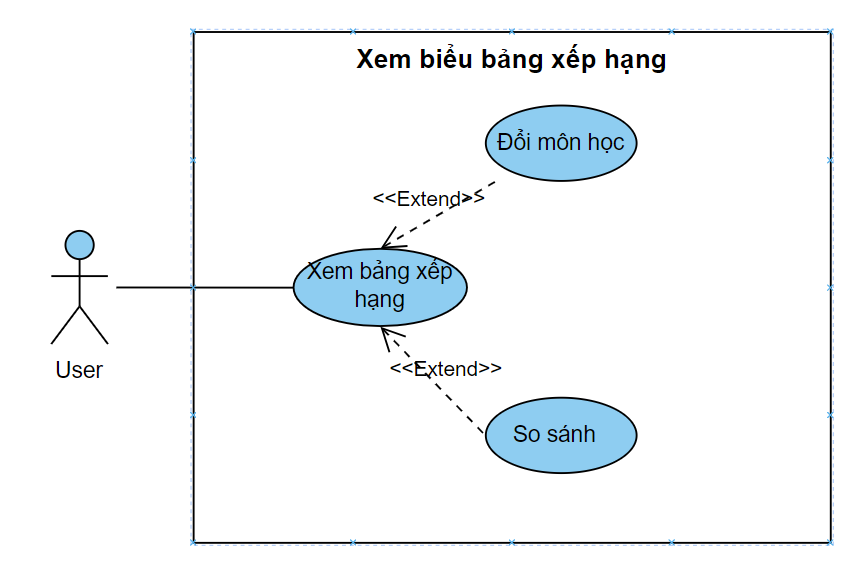 Xem biểu bảng xếp hạng
Đổi môn học
<<Extend>>
Xem bảng xếp
hạng
User
<<Extend>>
So sánh